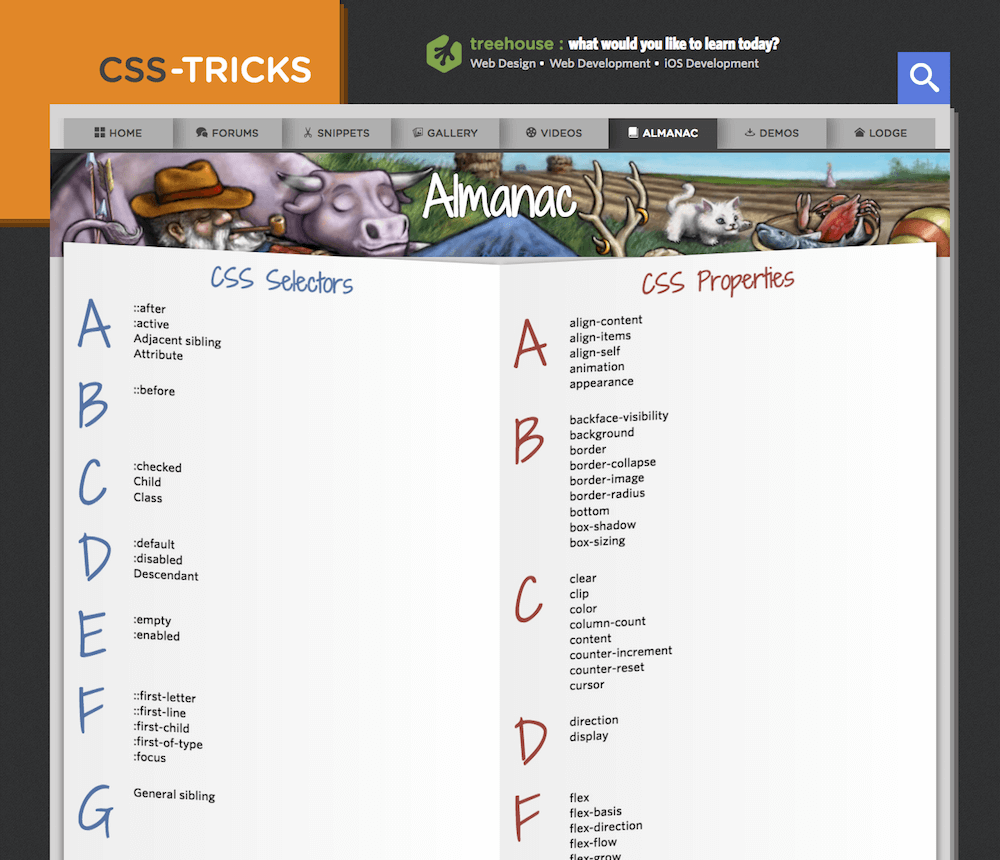 CSS-TRICKS
treehouse : what would you like to learn today?
Web Design • Web Development • iOS Development
HOME FORUMS SNIPPETS GALLERY VIDEOS ALMANAC DEMOS LODGE
Almanac
CSS Selectors
A
::after
:active
Adjacent sibling
Attribute
B
::before
C
:checked
Child
Class
D
:default
:disabled
Descendant
E
:empty
:enabled
F
::first-letter
::first-line
:first-child
:first-of-type
:focus
G
General sibling
CSS Properties
A
align-content
align-items
align-self
animation
appearance
B
backface-visibility
background
border
border-collapse
border-image
border-radius
bottom
box-shadow
box-sizing
C
clear
clip
color
column-count
content
counter-increment
counter-reset
cursor
D
direction
display
F
flex
flex-basis
flex-direction
flex-flow
flex-grow